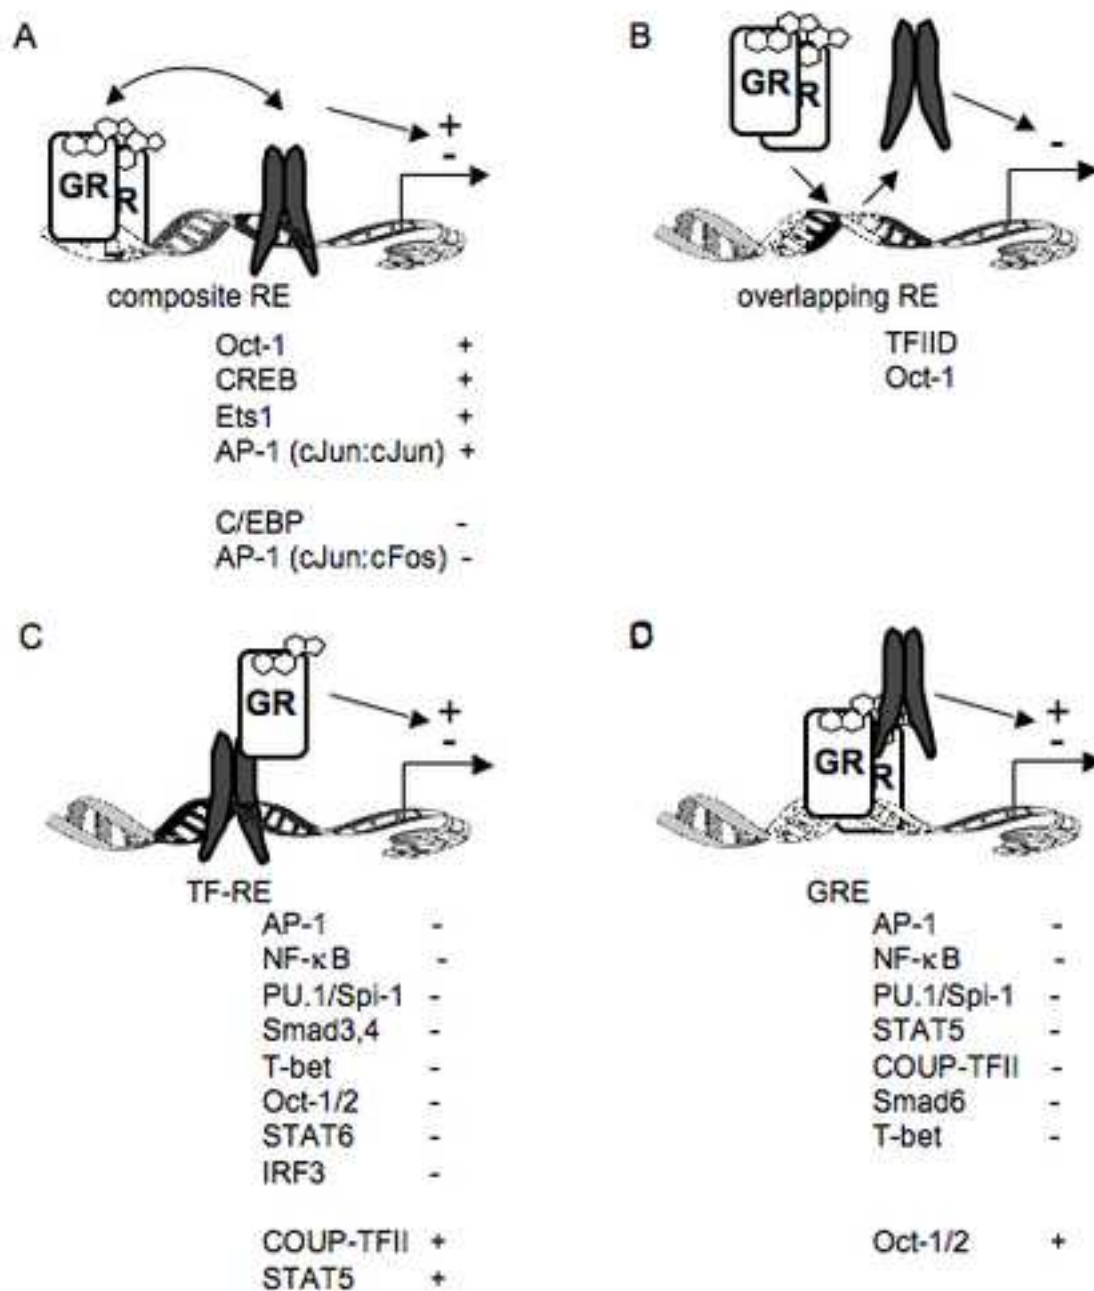 A
GR
R
+
-
composite RE
Oct-1 +
CREB +
Ets1 +
AP-1 (cJun:cJun) +
C/EBP -
AP-1 (cJun:cFos) -
B
GR
R
-
overlapping RE
TFIID
Oct-1
C
GR
+
-
TF-RE
AP-1 -
NF-κB -
PU.1/Spi-1 -
Smad3,4 -
T-bet -
Oct-1/2 -
STAT6 -
IRF3 -
COUP-TFII +
STAT5 +
D
GR
R
+
-
GRE
AP-1 -
NF-κB -
PU.1/Spi-1 -
STAT5 -
COUP-TFII -
Smad6 -
T-bet -
Oct-1/2 +